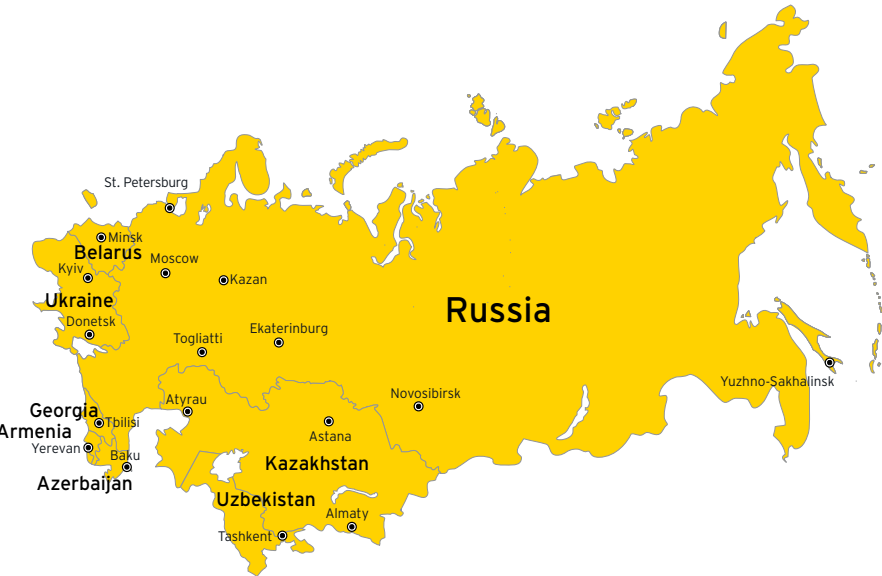 St. Petersburg
Minsk
Belarus
Moscow
Kyiv
Kazan
Ukraine
Russia
Donetsk
Ekaterinburg
Togliatti
Yuzhno-Sakhalinsk
Novosibirsk
Atyrau
Georgia
Tbilisi
Armenia
Astana
Yerevan
Baku
Kazakhstan
Azerbaijan
Uzbekistan
Almaty
Tashkent